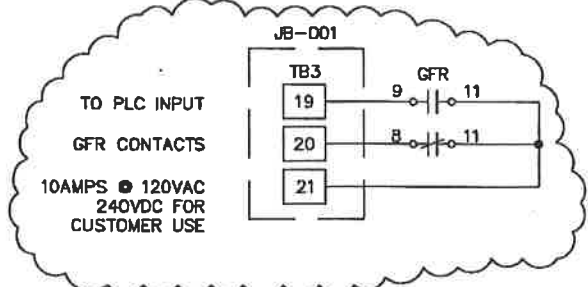 JB-D01
TB3
GFR
TO PLC INPUT
19
9
11
GFR CONTACTS
20
8
11
10AMPS @ 120VAC
21
240VDC FOR
CUSTOMER USE